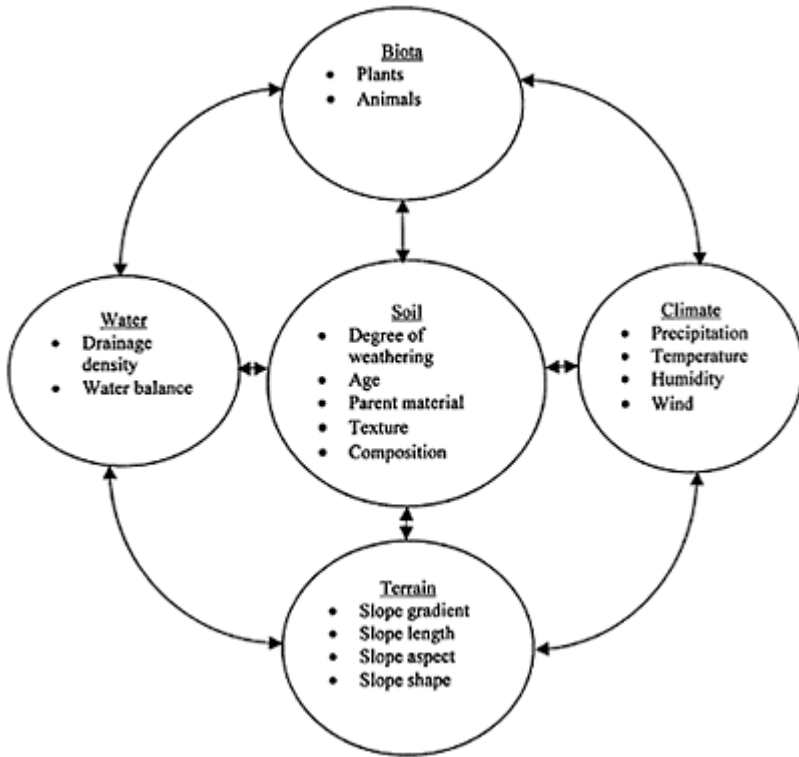 Biota
• Plants
• Animals
Water
• Drainage
density
• Water balance
Soil
• Degree of
weathering
• Age
• Parent material
• Texture
• Composition
Climate
• Precipitation
• Temperature
• Humidity
• Wind
Terrain
• Slope gradient
• Slope length
• Slope aspect
• Slope shape